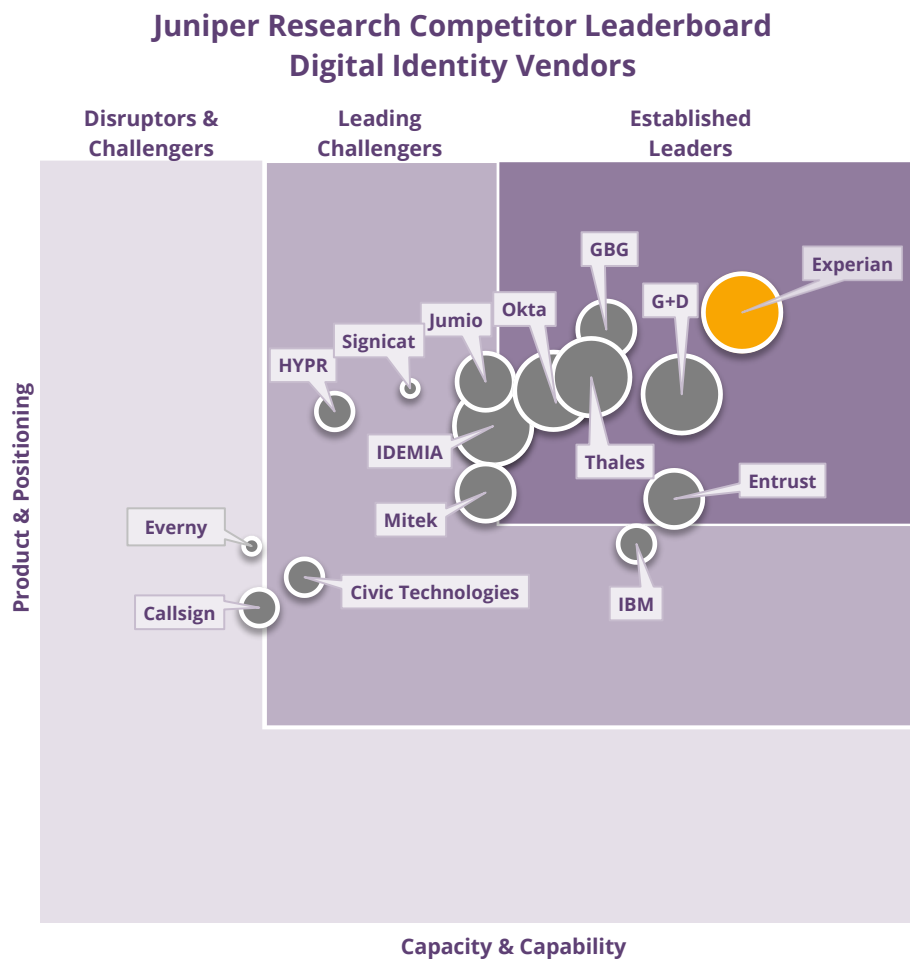 Juniper Research Competitor Leaderboard
Digital Identity Vendors
Disruptors &
Challengers
Leading
Challengers
Established
Leaders
GBG
Experian
G+D
Okta
Jumio
Signicat
HYPR
IDEMIA
Thales
Entrust
Mitek
Everny
Civic Technologies
IBM
Callsign
Product & Positioning
Capacity & Capability